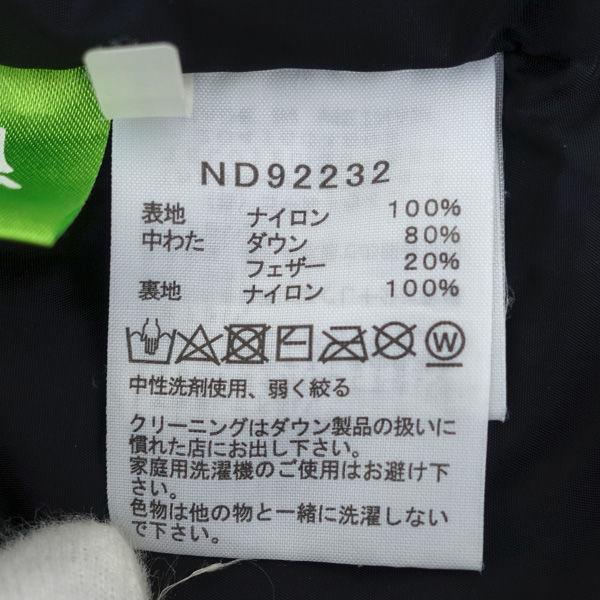 ND92232
表地 ナイロン 100%
中わた ダウン 80%
フェザー 20%
裏地 ナイロン 100%
W
中性洗剤使用、弱く絞る
クリーニングはダウン製品の扱いに
慣れた店にお出し下さい。
家庭用洗濯機のご使用はお避け下
さい。
色物は他の物と一緒に洗濯しない
で下さい。